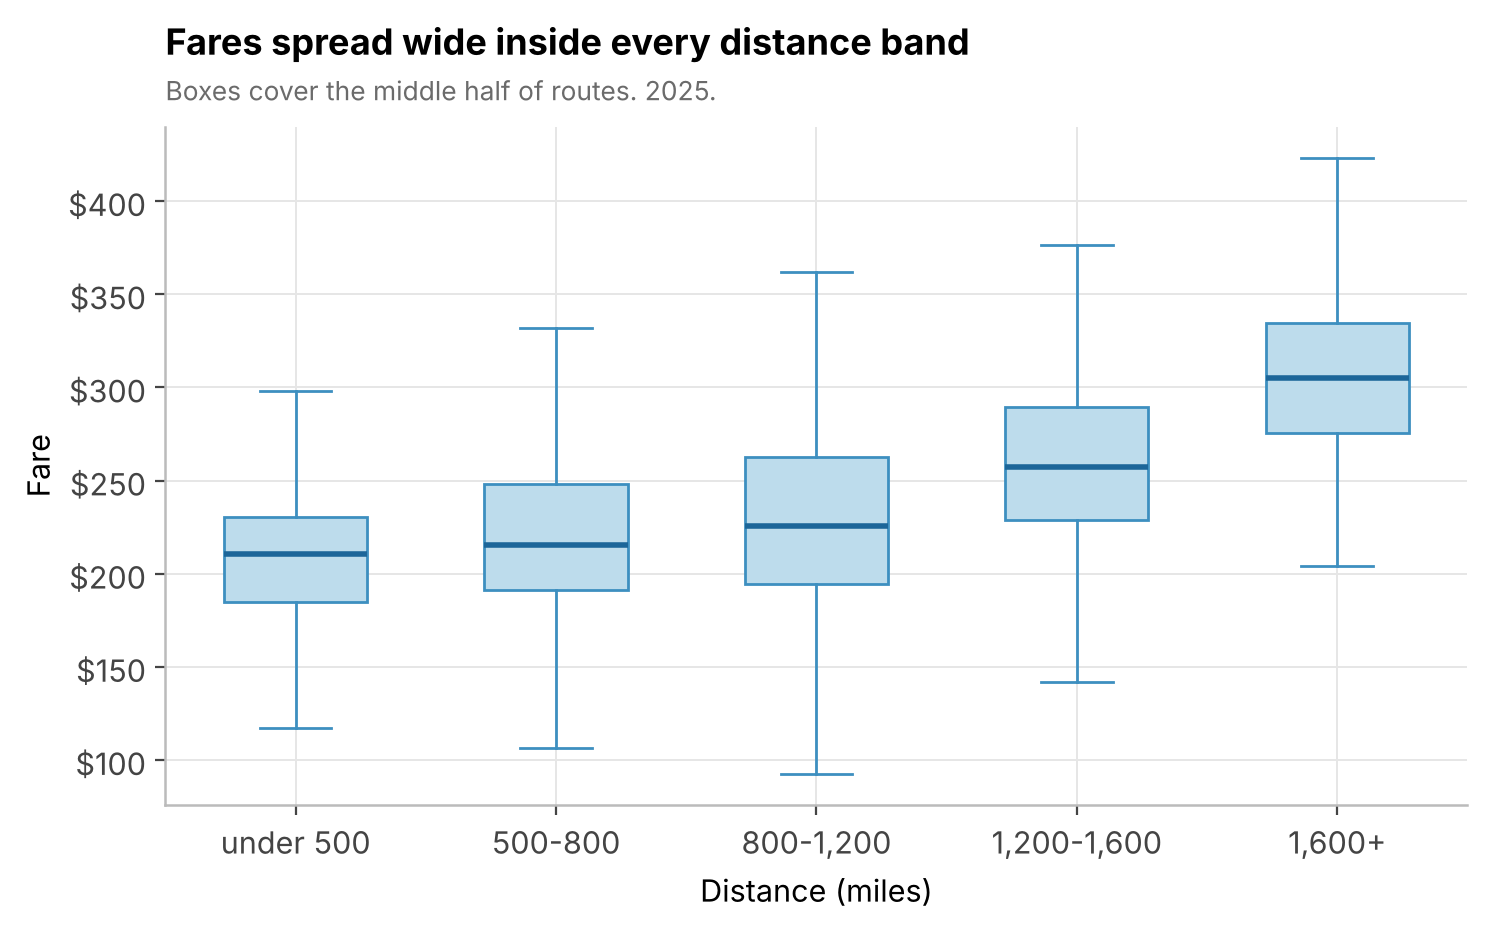 Fares spread wide inside every distance band
Boxes cover the middle half of routes. 2025.
Fare
$400
$350
$300
$250
$200
$150
$100
under 500
500-800
800-1,200
1,200-1,600
1,600+
Distance (miles)